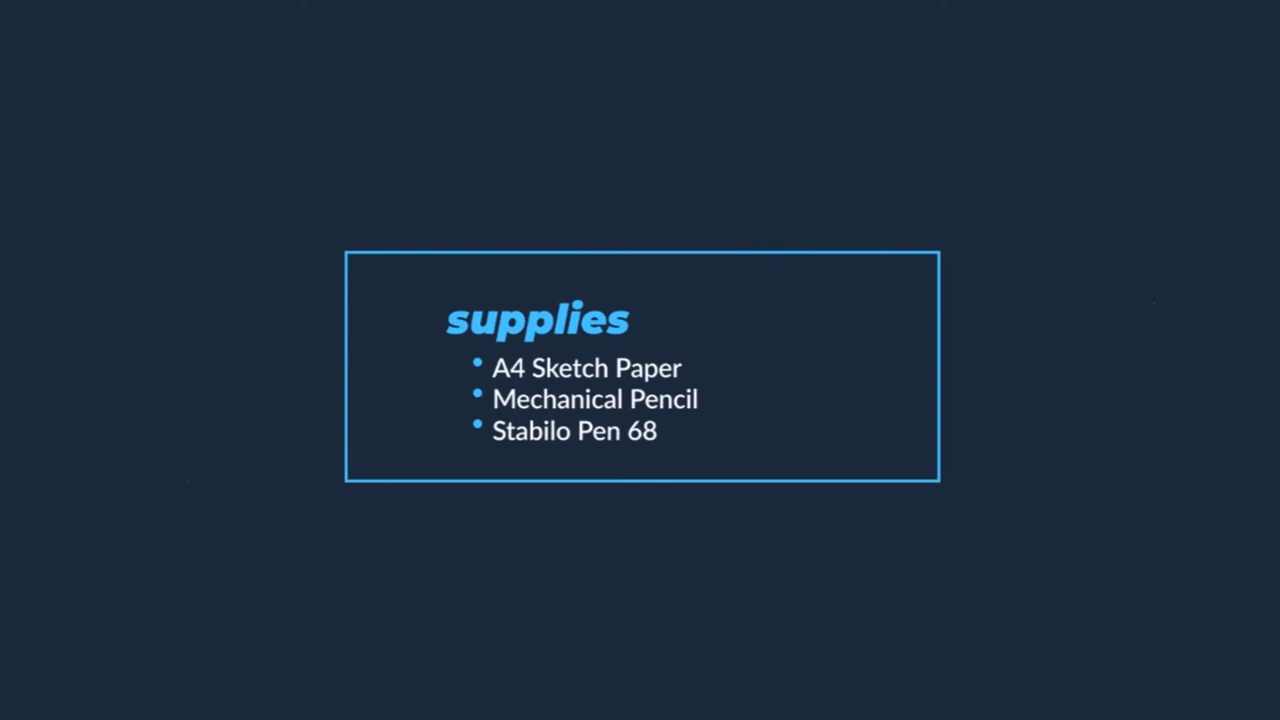 supplies
• A4 Sketch Paper
• Mechanical Pencil
• Stabilo Pen 68